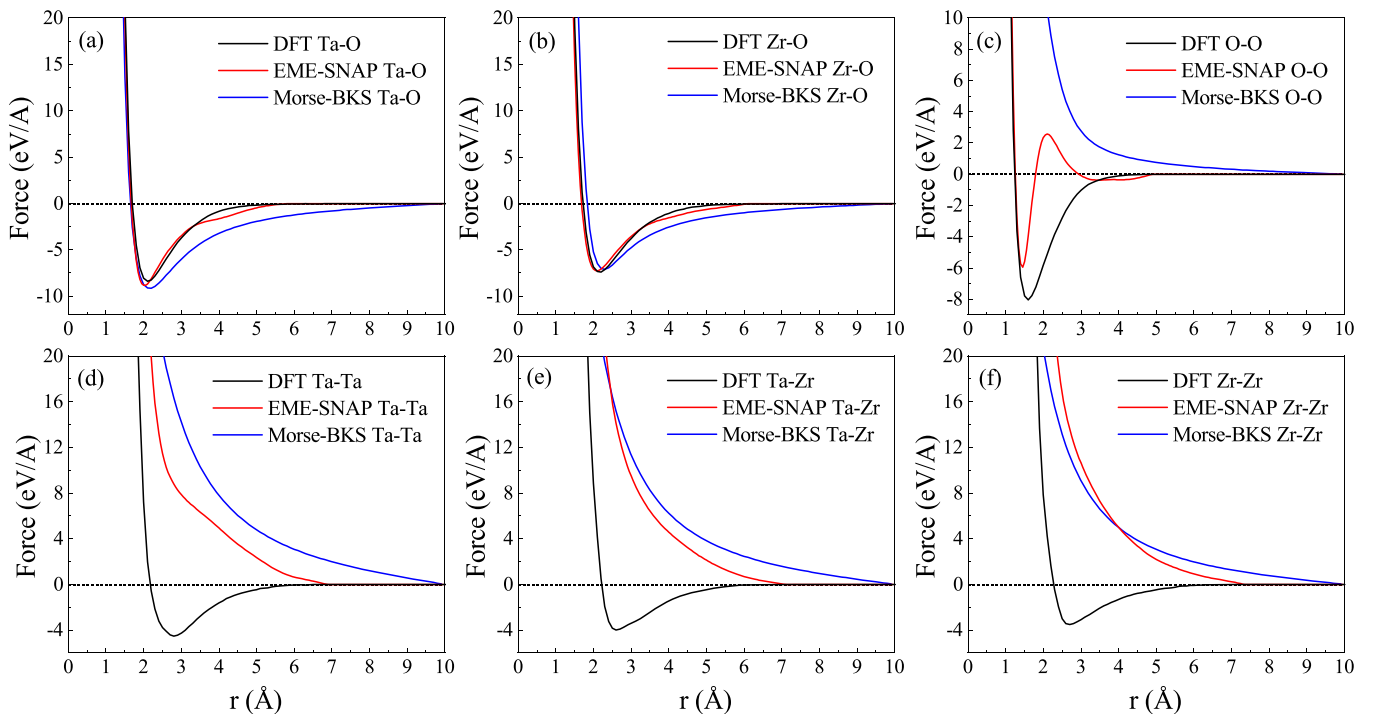 (a)
DFT Ta-O
EME-SNAP Ta-O
Morse-BKS Ta-O
20
15
10
5
0
-5
-10
Force (eV/A)
0 1 2 3 4 5 6 7 8 9 10
(b)
DFT Zr-O
EME-SNAP Zr-O
Morse-BKS Zr-O
20
15
10
5
0
-5
-10
Force (eV/A)
0 1 2 3 4 5 6 7 8 9 10
(c)
DFT O-O
EME-SNAP O-O
Morse-BKS O-O
10
8
6
4
2
0
-2
-4
-6
-8
Force (eV/A)
0 1 2 3 4 5 6 7 8 9 10
(d)
DFT Ta-Ta
EME-SNAP Ta-Ta
Morse-BKS Ta-Ta
20
16
12
8
4
0
-4
Force (eV/A)
0 1 2 3 4 5 6 7 8 9 10
r (Å)
(e)
DFT Ta-Zr
EME-SNAP Ta-Zr
Morse-BKS Ta-Zr
20
16
12
8
4
0
-4
Force (eV/A)
0 1 2 3 4 5 6 7 8 9 10
r (Å)
(f)
DFT Zr-Zr
EME-SNAP Zr-Zr
Morse-BKS Zr-Zr
20
16
12
8
4
0
-4
Force (eV/A)
0 1 2 3 4 5 6 7 8 9 10
r (Å)